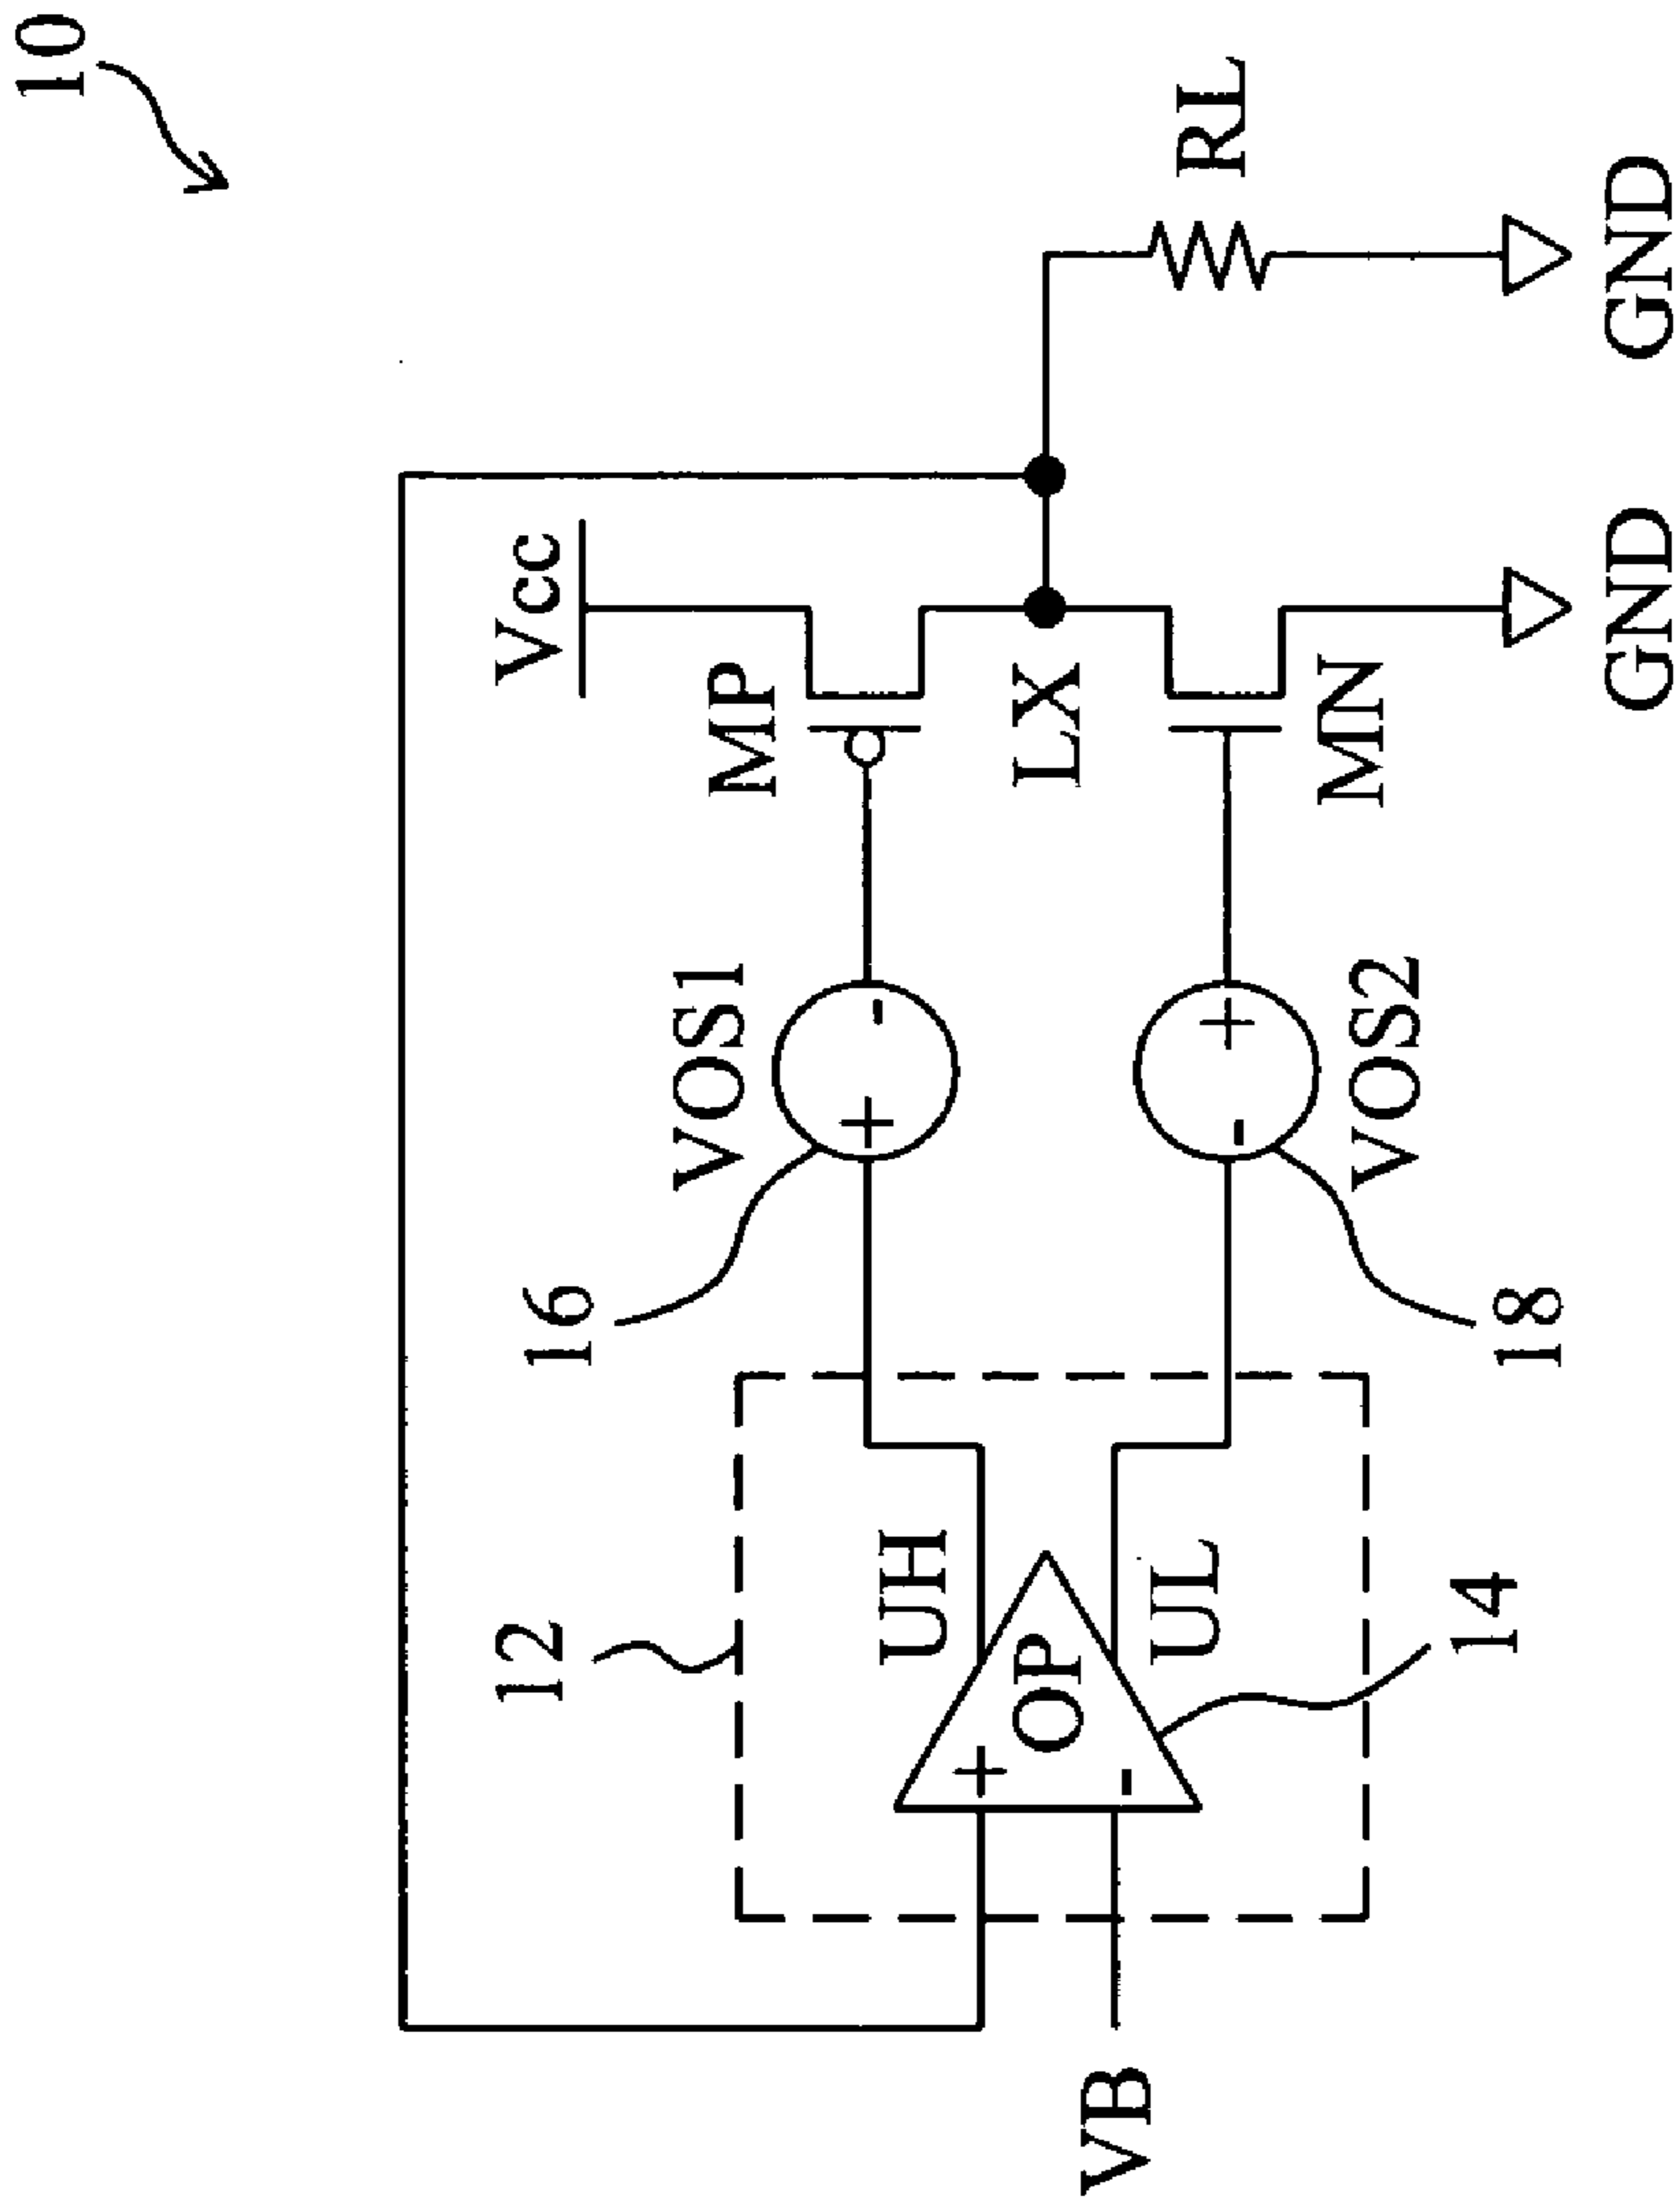 10
Vcc
12
16
VOS1
MP
UH
+
-
+
OP
LX
RL
VB
-
UL
-
+
MN
14
18
VOS2
GND
GND